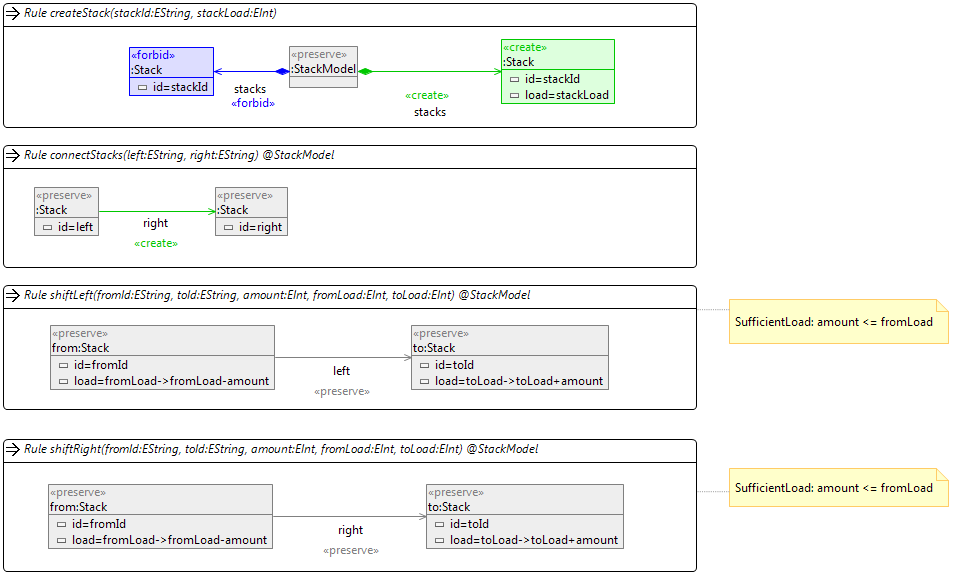 Rule createStack(stackId:EString, stackLoad:EInt)
«forbid»
:Stack
id=stackId
stacks
«forbid»
«preserve»
:StackModel
«create»
stacks
«create»
:Stack
id=stackId
load=stackLoad
Rule connectStacks(left:EString, right:EString) @StackModel
«preserve»
:Stack
id=left
right
«create»
«preserve»
:Stack
id=right
Rule shiftLeft(fromId:EString, toId:EString, amount:EInt, fromLoad:EInt, toLoad:EInt) @StackModel
«preserve»
from:Stack
id=fromId
load=fromLoad->fromLoad-amount
left
«preserve»
«preserve»
to:Stack
id=toId
load=toLoad->toLoad+amount
SufficientLoad: amount <= fromLoad
Rule shiftRight(fromId:EString, toId:EString, amount:EInt, fromLoad:EInt, toLoad:EInt) @StackModel
«preserve»
from:Stack
id=fromId
load=fromLoad->fromLoad-amount
right
«preserve»
«preserve»
to:Stack
id=toId
load=toLoad->toLoad+amount
SufficientLoad: amount <= fromLoad